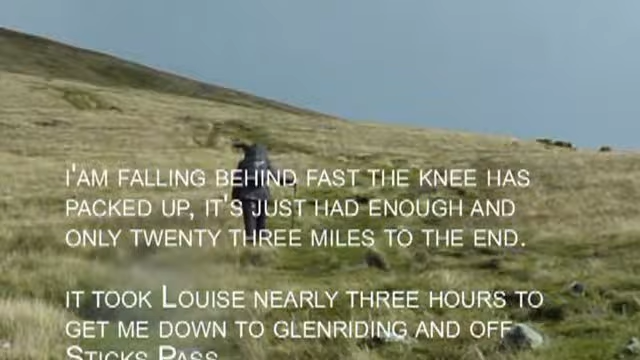 I'AM FALLING BEHIND FAST THE KNEE HAS
PACKED UP, IT'S JUST HAD ENOUGH AND
ONLY TWENTY THREE MILES TO THE END.
IT TOOK LOUISE NEARLY THREE HOURS TO
GET ME DOWN TO GLENRIDING AND OFF
STICKS PASS